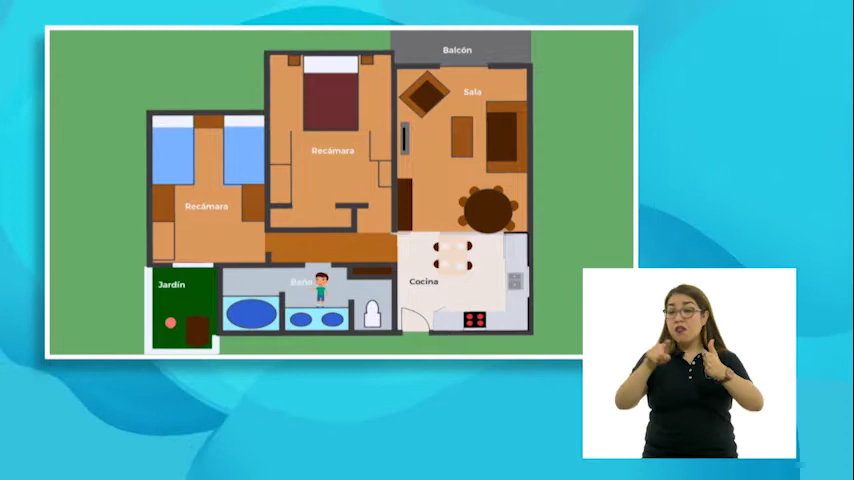 Balcón
Sala
Recámara
Recámara
Jardín
Baño
Cocina